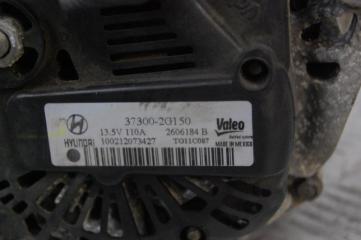 37300-2G150
Valeo
13.5V 110A 2606184 B
HYUNDAI 100212073427 TG11C087 MADE IN MEXICO